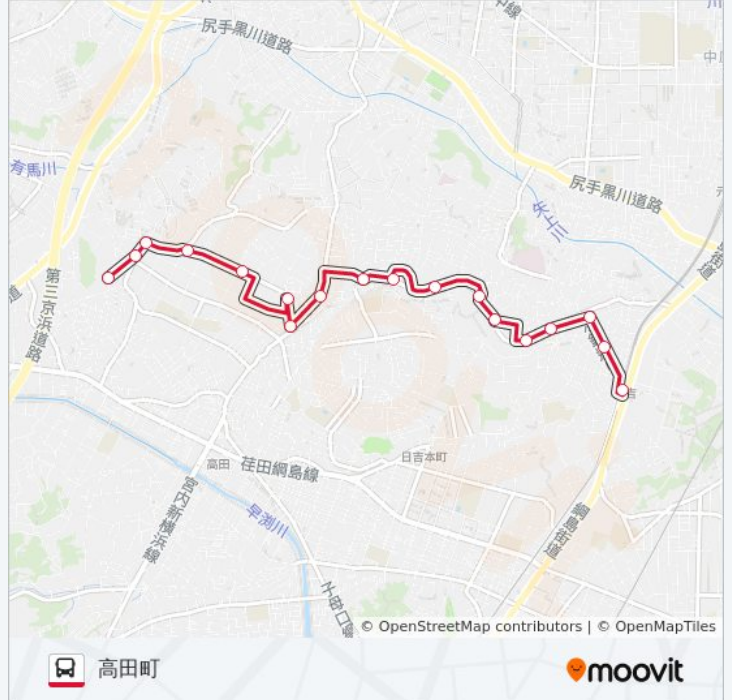 尻手黒川道路
有馬川
尻手黒川道路
矢上川
第三京浜道路
高田
荏田綱島線
日吉本町
宮内新横浜線
早渕川
綱島街道
© OpenStreetMap contributors | © OpenMapTiles
高田町
moovit